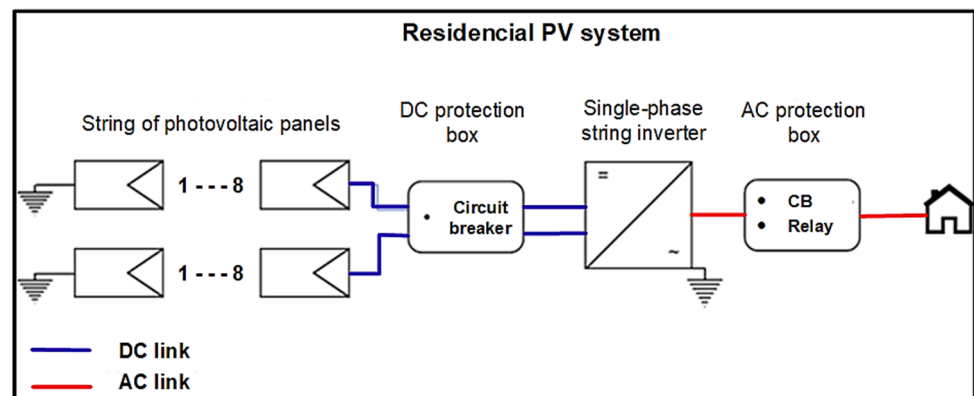 Residencial PV system
String of photovoltaic panels
DC protection
box
Single-phase
string inverter
AC protection
box
1 - - - 8
• Circuit
breaker
=
~
• CB
• Relay
1 - - - 8
DC link
AC link